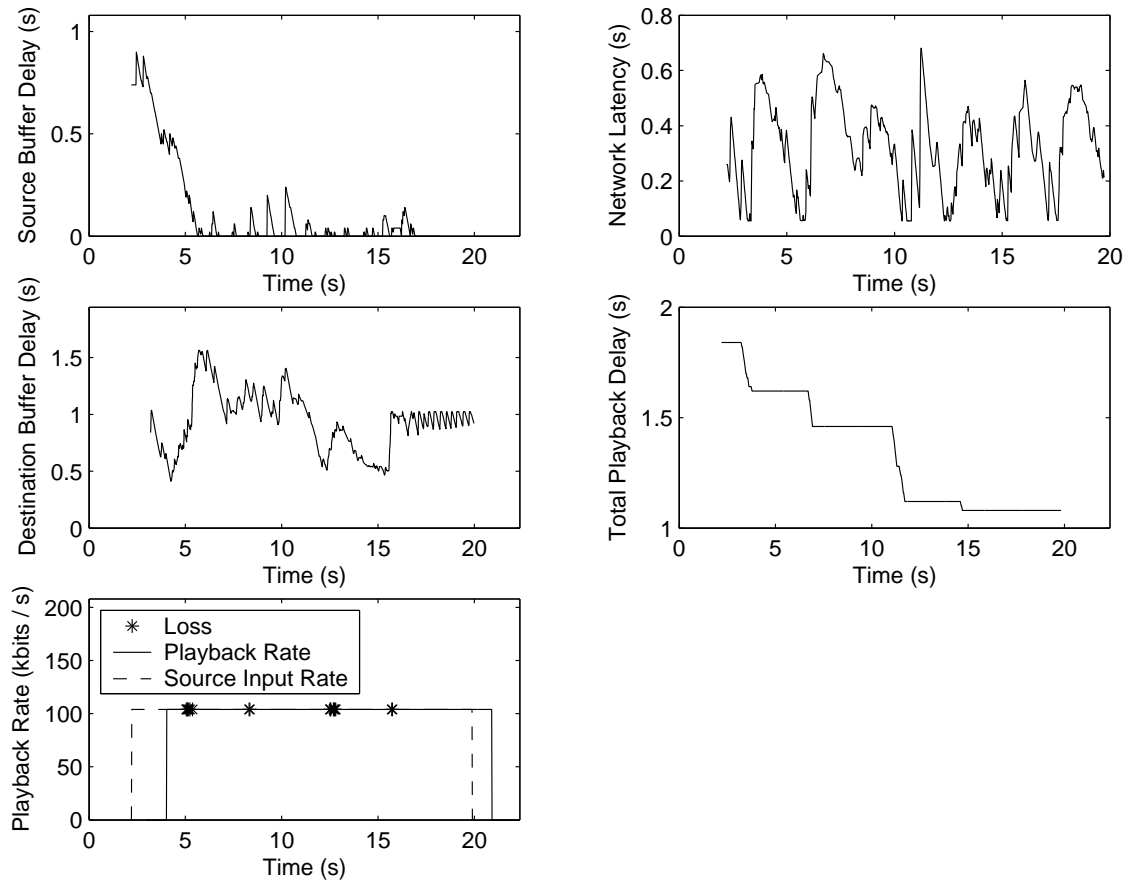 Source Buffer Delay (s)
1
0.5
0
0 5 10 15 20
Time (s)
Network Latency (s)
0.8
0.6
0.4
0.2
0
0 5 10 15 20
Time (s)
Destination Buffer Delay (s)
1.5
1
0.5
0
0 5 10 15 20
Time (s)
Total Playback Delay (s)
2
1.5
1
0 5 10 15 20
Time (s)
Playback Rate (kbits / s)
200
150
100
50
0
Loss
Playback Rate
Source Input Rate
0 5 10 15 20
Time (s)